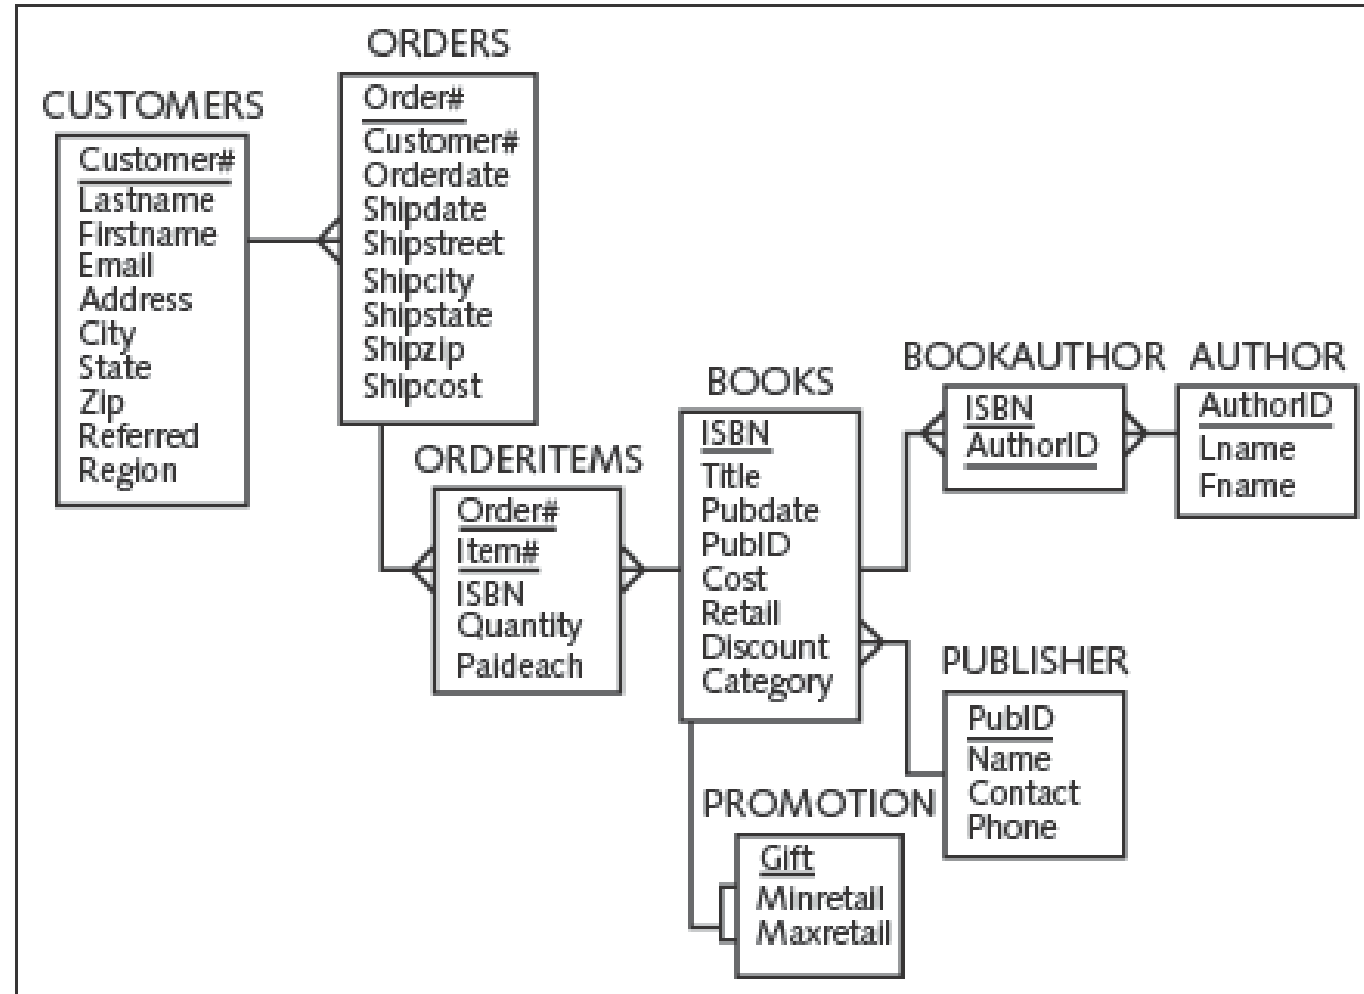 ORDERS
Order#
Customer#
Orderdate
Shipdate
Shipstreet
Shipcity
Shipstate
Shipzip
Shipcost
CUSTOMERS
Customer#
Lastname
Firstname
Email
Address
City
State
Zip
Referred
Region
ORDERITEMS
Order#
Item#
ISBN
Quantity
Paideach
BOOKS
ISBN
Title
Pubdate
PubID
Cost
Retail
Discount
Category
BOOKAUTHOR
ISBN
AuthorID
AUTHOR
AuthorID
Lname
Fname
PUBLISHER
PubID
Name
Contact
Phone
PROMOTION
Gift
Minretail
Maxretail